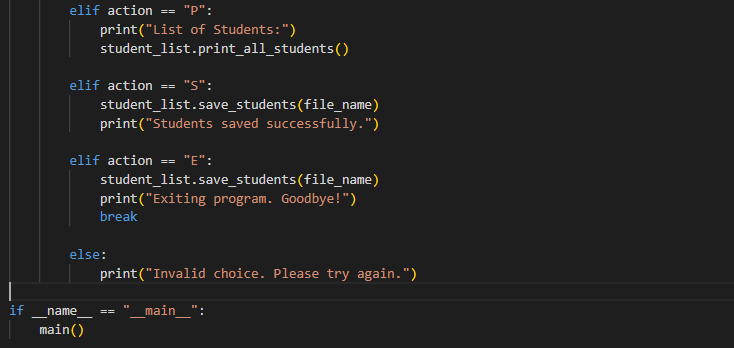 elif action == "P":
print("List of Students:")
student_list.print_all_students()
elif action == "S":
student_list.save_students(file_name)
print("Students saved successfully.")
elif action == "E":
student_list.save_students(file_name)
print("Exiting program. Goodbye!")
break
else:
print("Invalid choice. Please try again.")
if __name__ == "__main__":
main()